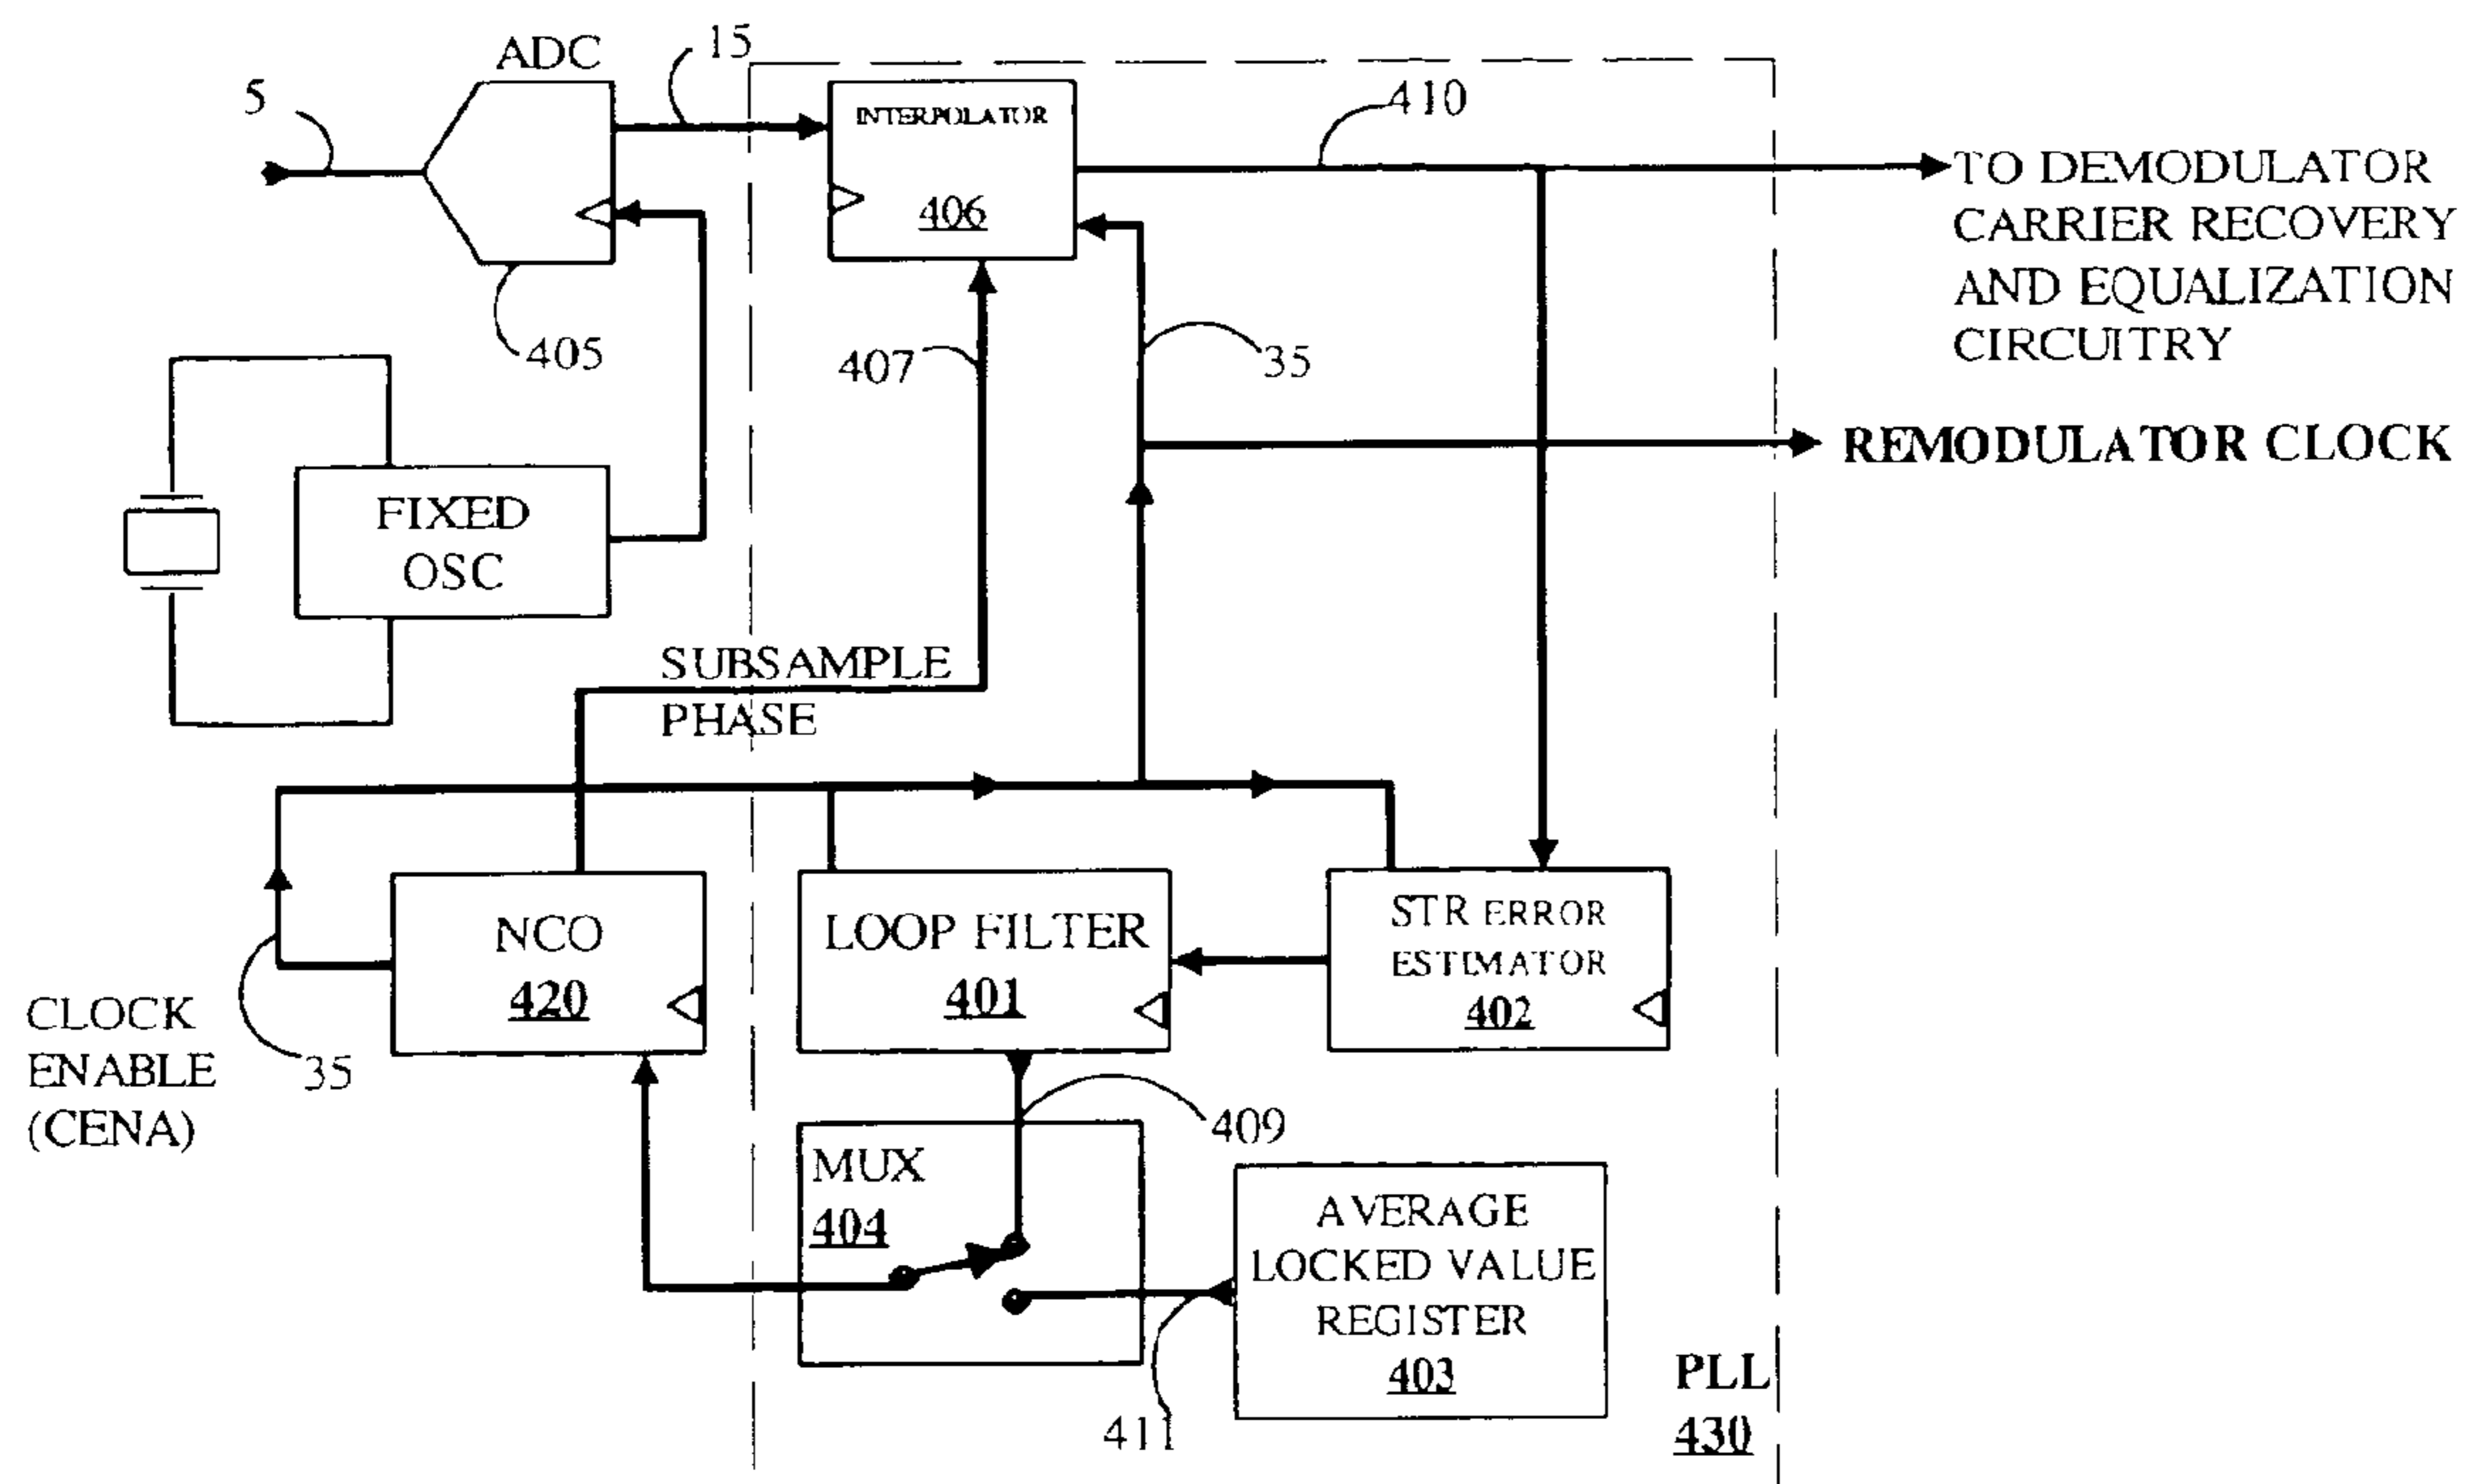 ADC
15
5
INTERPOLATOR
406
410
TO DEMODULATOR
CARRIER RECOVERY
AND EQUALIZATION
CIRCUITRY
405
407
35
REMODULATOR CLOCK
FIXED
OSC
SUBSAMPLE
PHASE
NCO
420
LOOP FILTER
401
STR ERROR
ESTIMATOR
402
CLOCK
ENABLE
(CENA)
35
409
MUX
404
AVERAGE
LOCKED VALUE
REGISTER
403
411
PLL
430